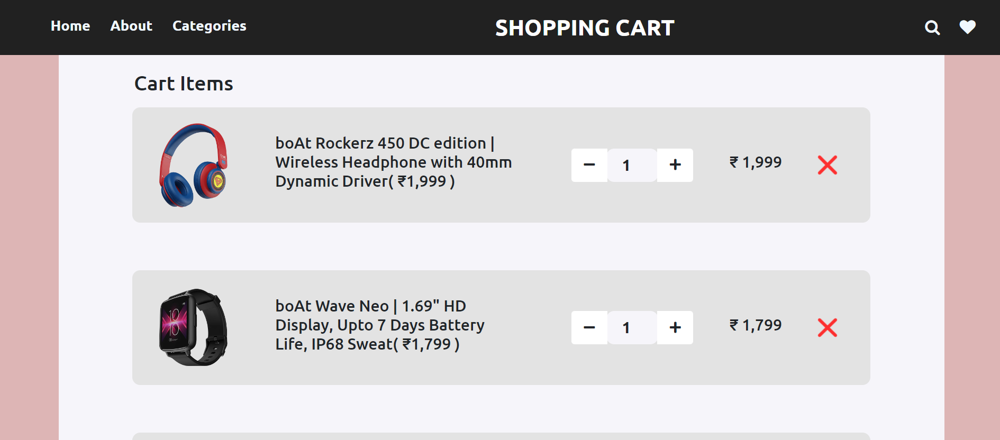 Home About Categories
SHOPPING CART
Cart Items
boAt Rockerz 450 DC edition |
Wireless Headphone with 40mm
Dynamic Driver( ₹1,999 )
− 1 +
₹ 1,999
10
10
boAt Wave Neo | 1.69" HD
Display, Upto 7 Days Battery
Life, IP68 Sweat( ₹1,799 )
− 1 +
₹ 1,799